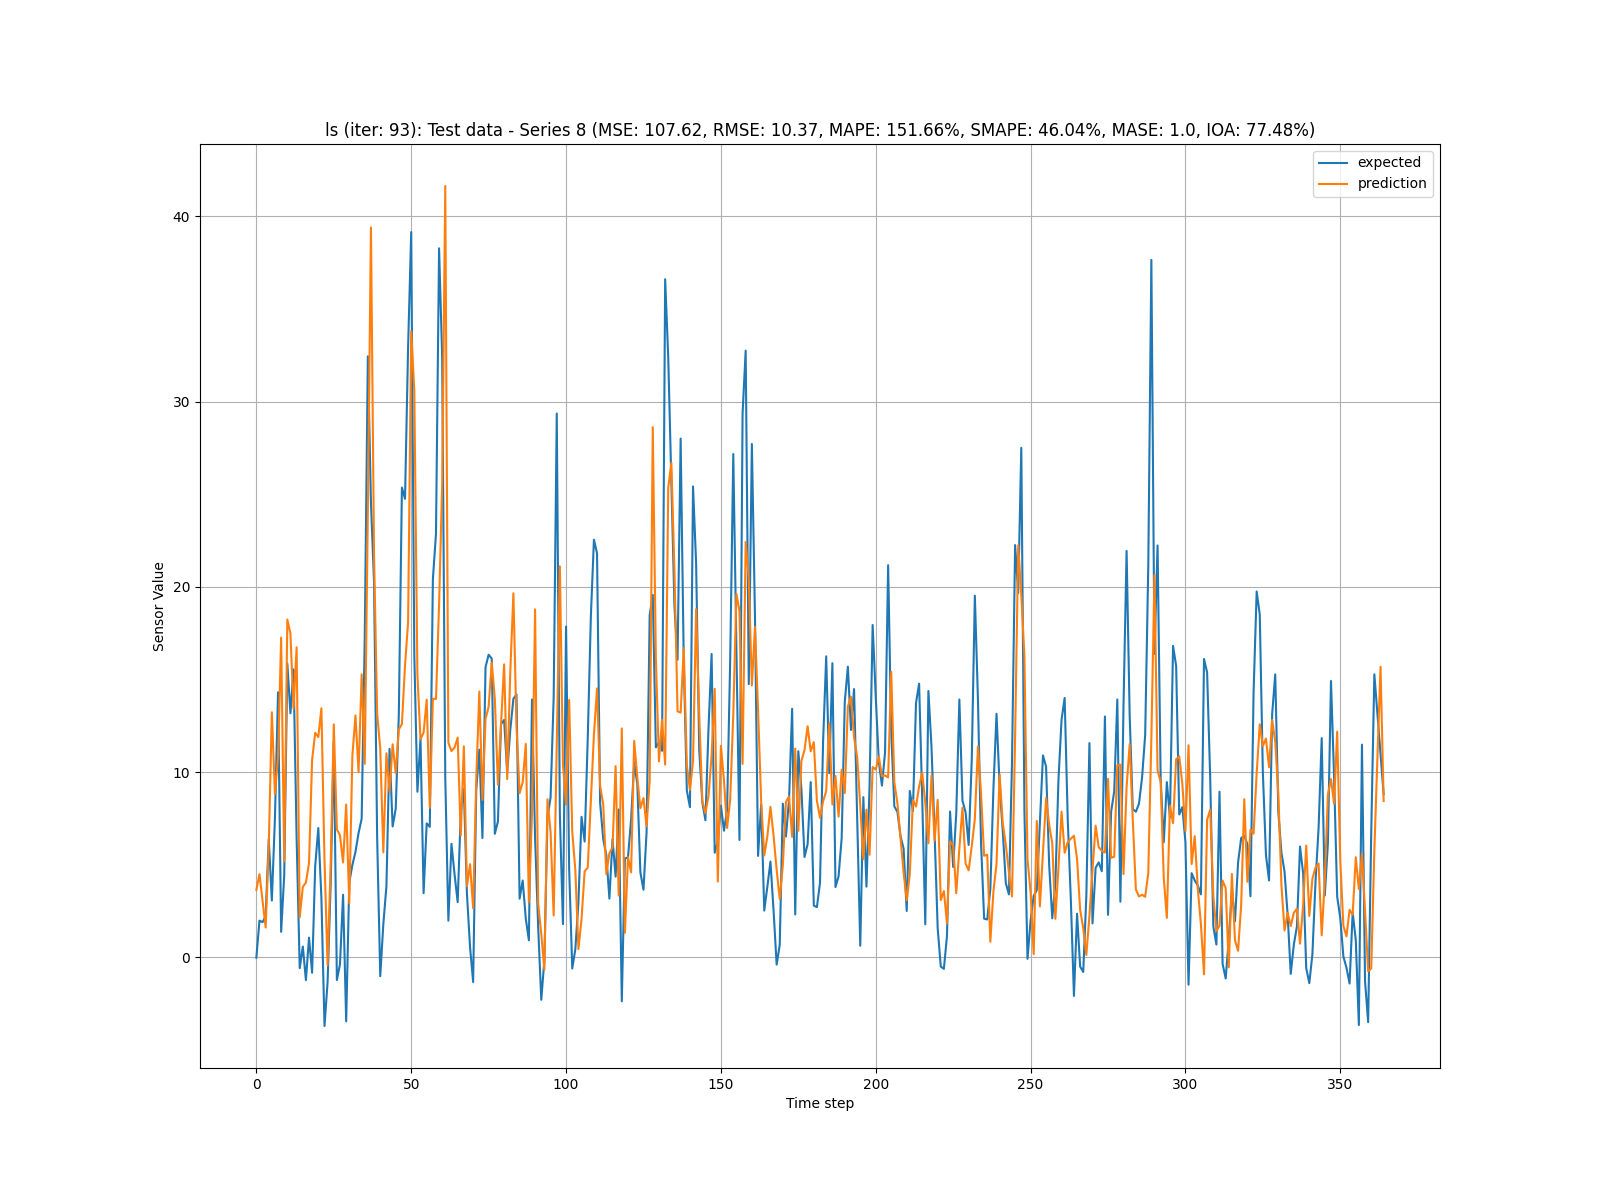 ls (iter: 93): Test data - Series 8 (MSE: 107.62, RMSE: 10.37, MAPE: 151.66%, SMAPE: 46.04%, MASE: 1.0, IOA: 77.48%)
expected
prediction
40
30
20
10
0
Sensor Value
0 50 100 150 200 250 300 350
Time step